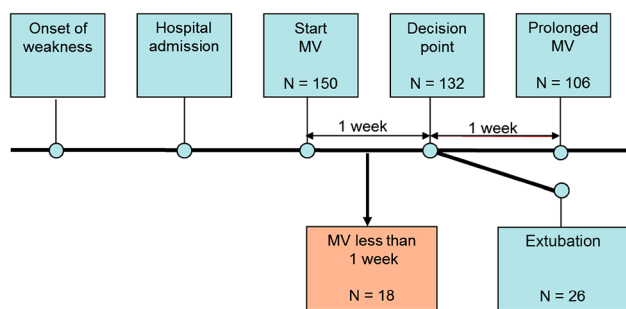 Onset of
weakness
Hospital
admission
Start
MV
N = 150
Decision
point
N = 132
Prolonged
MV
N = 106
1 week
1 week
MV less than
1 week
N = 18
Extubation
N = 26